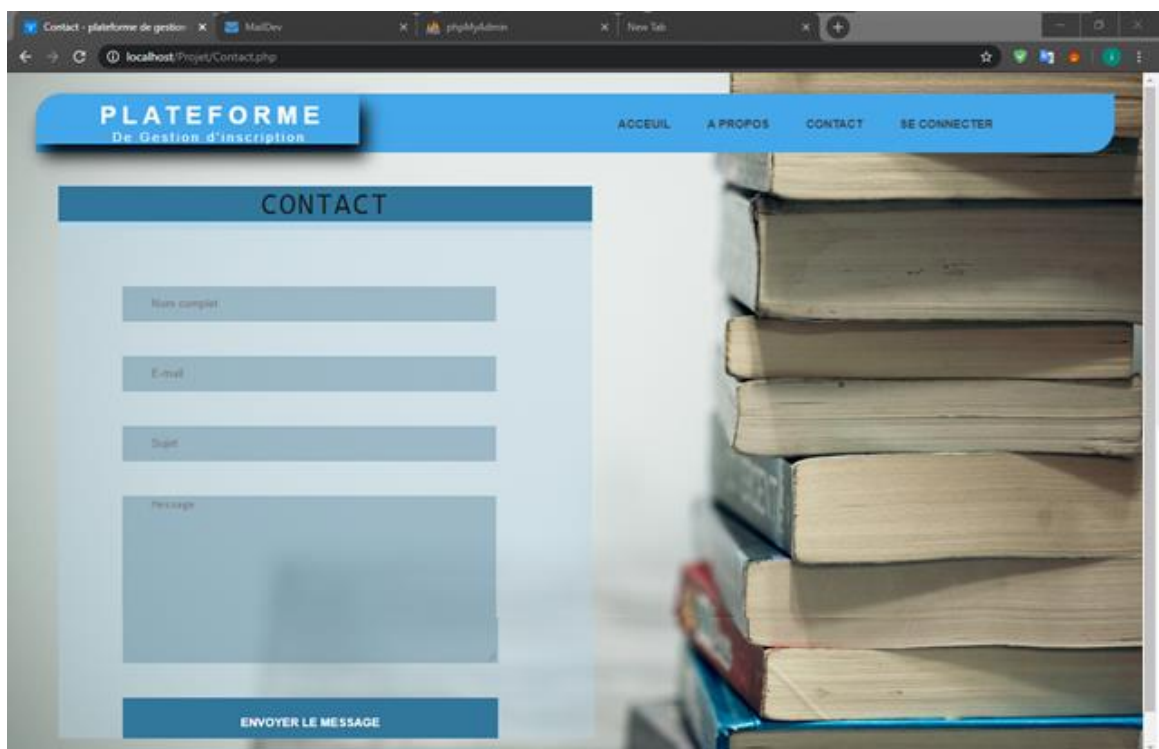 Contact - plateforme de gestion
MailDev
phpMyAdmin
New Tab
localhost/Projet/Contact.php
PLATEFORME
De Gestion d'inscription
ACCEUIL
A PROPOS
CONTACT
SE CONNECTER
CONTACT
Nom complet
E-mail
Sujet
Message
ENVOYER LE MESSAGE